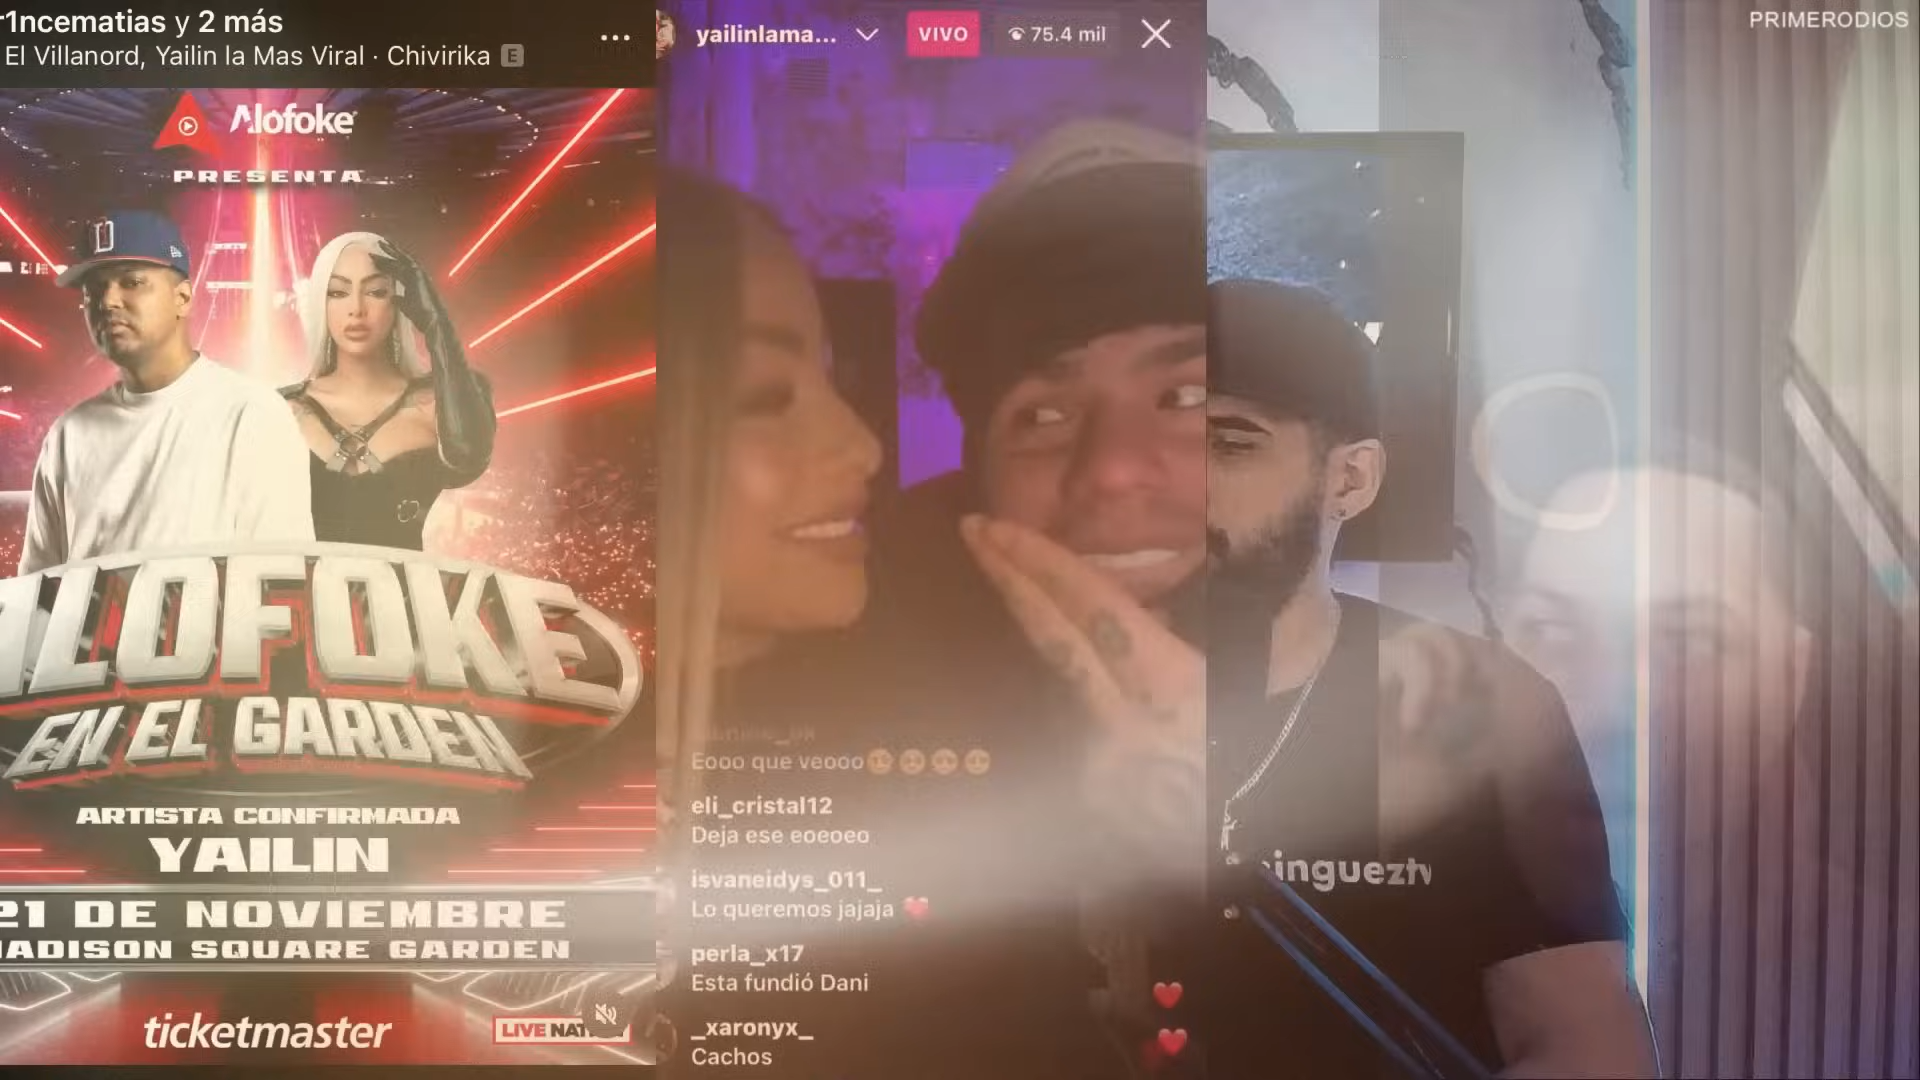 r1ncematias y 2 más
El Villanord, Yailin la Mas Viral · Chivirika E
Alofoke
PRESENTA
ALOFOKE
EN EL GARDEN
ARTISTA CONFIRMADA
YAILIN
21 DE NOVIEMBRE
MADISON SQUARE GARDEN
ticketmaster
LIVE NAT
yailinlama...
VIVO
75.4 mil
Eooo que veooo
eli_cristal12
Deja ese eoeoeo
isvaneidys_011_
Lo queremos jajaja
perla_x17
Esta fundió Dani
_xaronyx_
Cachos
PRIMERODIOS
ingueztv